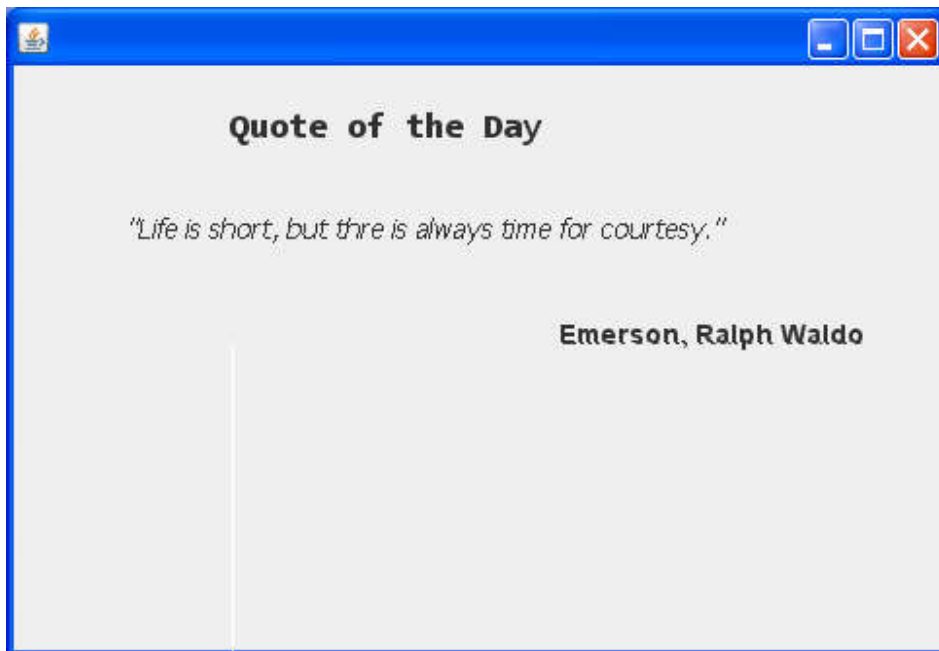 Quote of the Day
"Life is short, but thre is always time for courtesy."
Emerson, Ralph Waldo